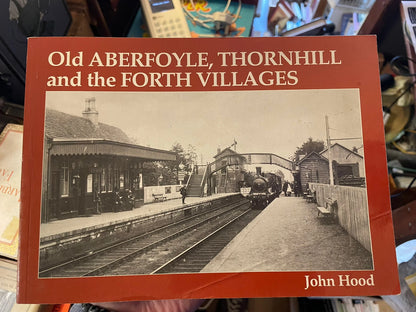 Old ABERFOYLE, THORNHILL
and the FORTH VILLAGES
John Hood